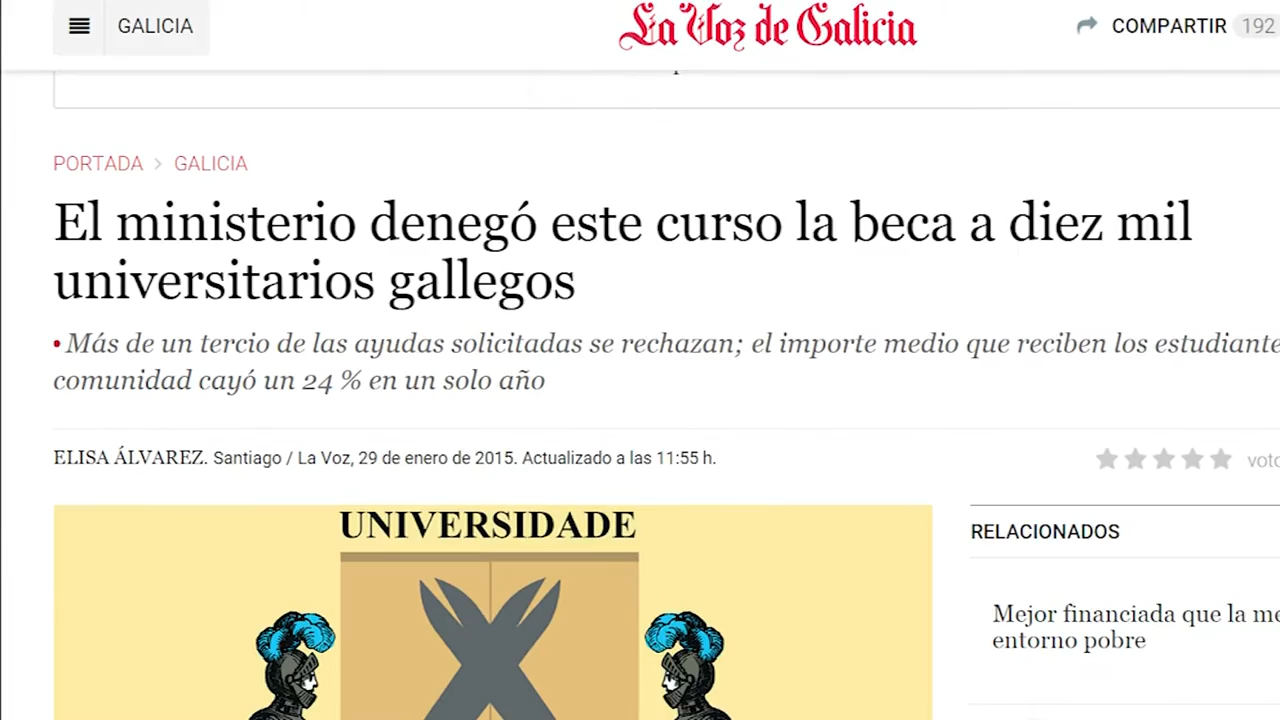 GALICIA
La Voz de Galicia
COMPARTIR 192
PORTADA > GALICIA
El ministerio denegó este curso la beca a diez mil
universitarios gallegos
• Más de un tercio de las ayudas solicitadas se rechazan; el importe medio que reciben los estudiante
comunidad cayó un 24 % en un solo año
ELISA ÁLVAREZ. Santiago / La Voz, 29 de enero de 2015. Actualizado a las 11:55 h.
voto
UNIVERSIDADE
RELACIONADOS
Mejor financiada que la me
entorno pobre